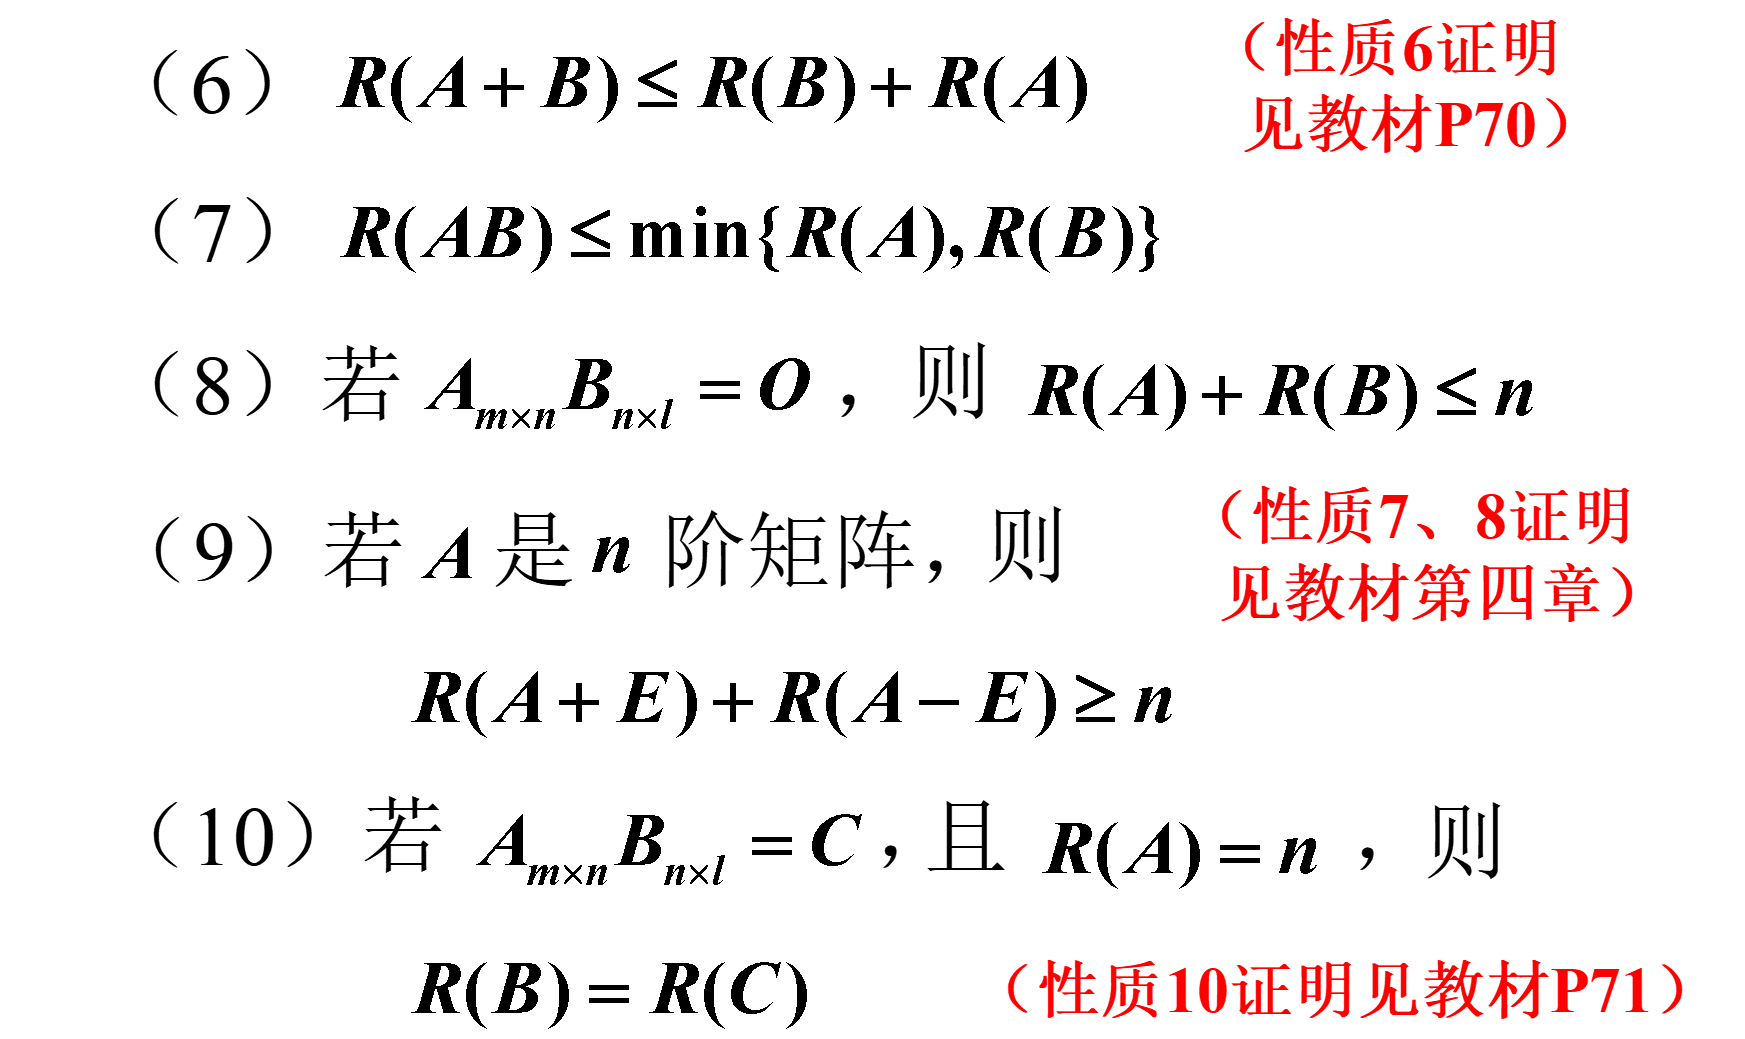 （6） R(A + B) ≤ R(B) + R(A) （性质6证明
见教材P70）
（7） R(AB) ≤ min{R(A), R(B)}
（8）若 A_{m×n}B_{n×l} = O，则 R(A) + R(B) ≤ n
（9）若 A 是 n 阶矩阵，则 （性质7、8证明
见教材第四章）
R(A + E) + R(A − E) ≥ n
（10）若 A_{m×n}B_{n×l} = C，且 R(A) = n ，则
R(B) = R(C) （性质10证明见教材P71）